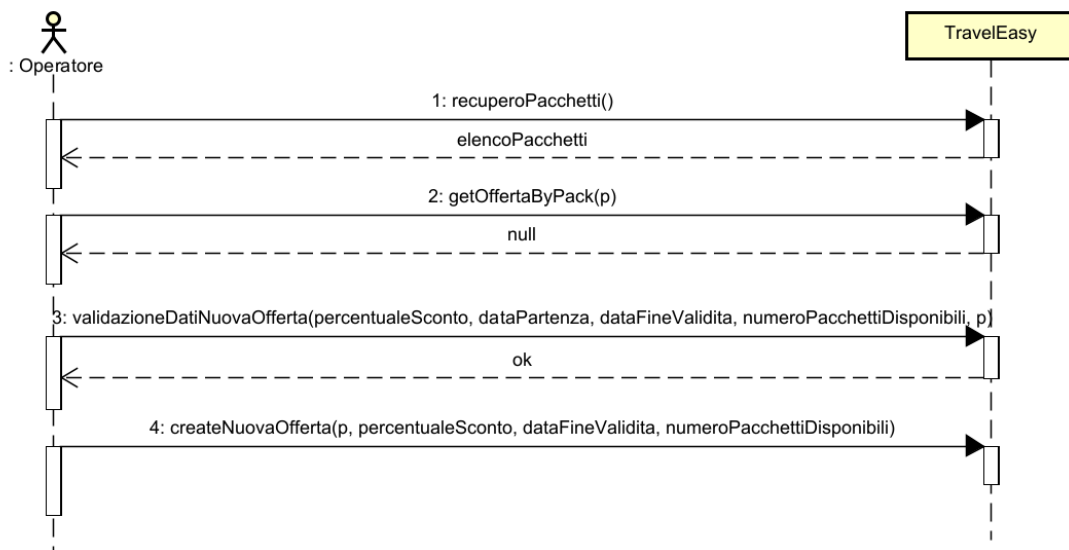 TravelEasy
: Operatore
1: recuperoPacchetti()
elencoPacchetti
2: getOffertaByPack(p)
null
3: validazioneDatiNuovaOfferta(percentualeSconto, dataPartenza, dataFineValidita, numeroPacchettiDisponibili, p)
ok
4: createNuovaOfferta(p, percentualeSconto, dataFineValidita, numeroPacchettiDisponibili)